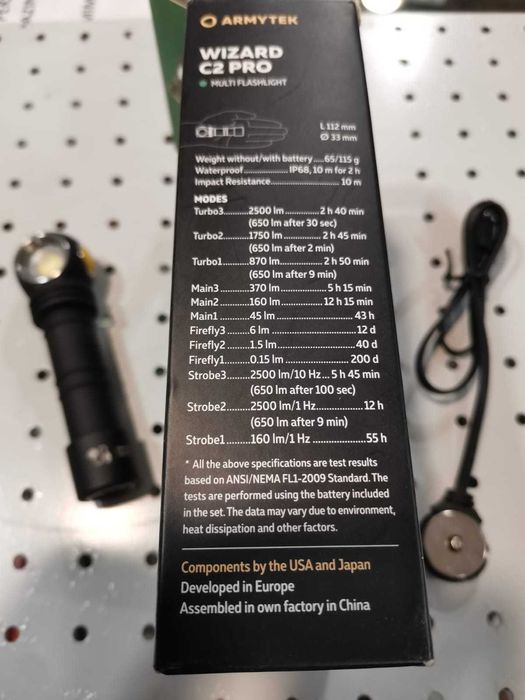 ARMYTEK
WIZARD
C2 PRO
MULTI FLASHLIGHT
L 112 mm
Ø 33 mm
Weight without/with battery....65/115 g
Waterproof................IP68, 10 m for 2 h
Impact Resistance........................10 m
MODES
Turbo3.........2500 lm.............2 h 40 min
(650 lm after 30 sec)
Turbo2.........1750 lm..............2 h 45 min
(650 lm after 2 min)
Turbo1.........870 lm................2 h 50 min
(650 lm after 9 min)
Main3..........370 lm.................5 h 15 min
Main2..........160 lm...............12 h 15 min
Main1..........45 lm...........................43 h
Firefly3........6 lm..............................12 d
Firefly2........1.5 lm...........................40 d
Firefly1........0.15 lm........................200 d
Strobe3........2500 lm/10 Hz...5 h 45 min
(650 lm after 100 sec)
Strobe2........2500 lm/1 Hz...............12 h
(650 lm after 9 min)
Strobe1........160 lm/1 Hz.................55 h
* All the above specifications are test results
based on ANSI/NEMA FL1-2009 Standard. The
tests are performed using the battery included
in the set. The data may vary due to environment,
heat dissipation and other factors.
Components by the USA and Japan
Developed in Europe
Assembled in own factory in China